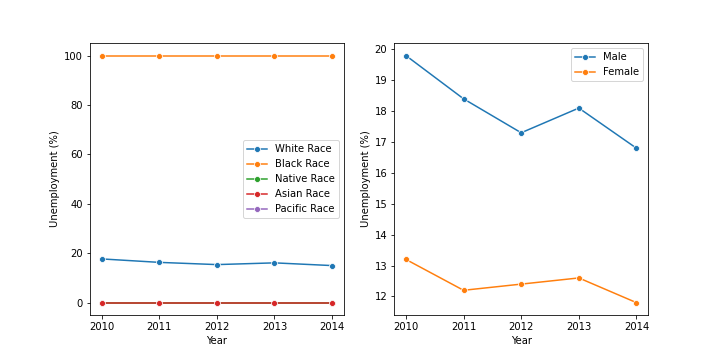 100
80
60
40
20
0
Unemployment (%)
White Race
Black Race
Native Race
Asian Race
Pacific Race
2010 2011 2012 2013 2014
Year
20
19
18
17
16
15
14
13
12
Unemployment (%)
Male
Female
2010 2011 2012 2013 2014
Year